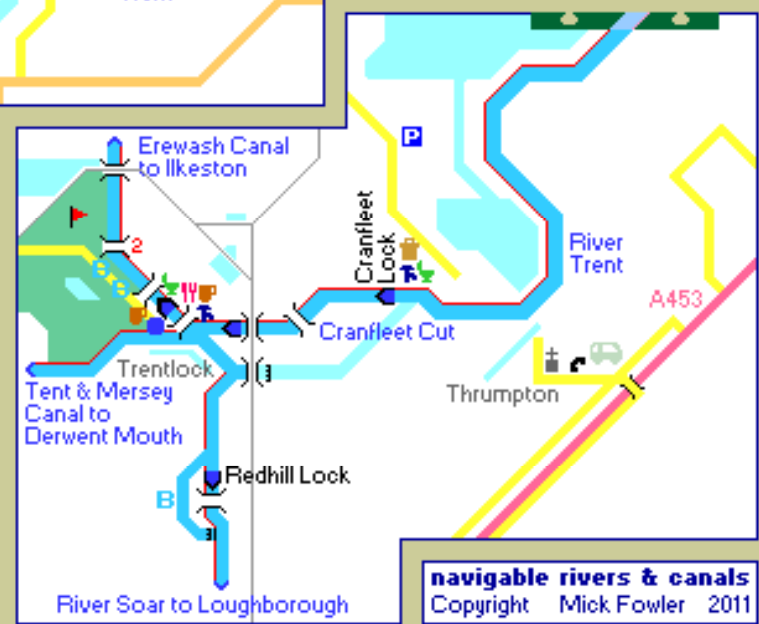 Erewash Canal
to Ilkeston
P
2
Cranfleet
Lock
River
Trent
A453
Cranfleet Cut
Trentlock
Tent & Mersey
Canal to
Derwent Mouth
Thrumpton
Redhill Lock
B
River Soar to Loughborough
navigable rivers & canals
Copyright Mick Fowler 2011